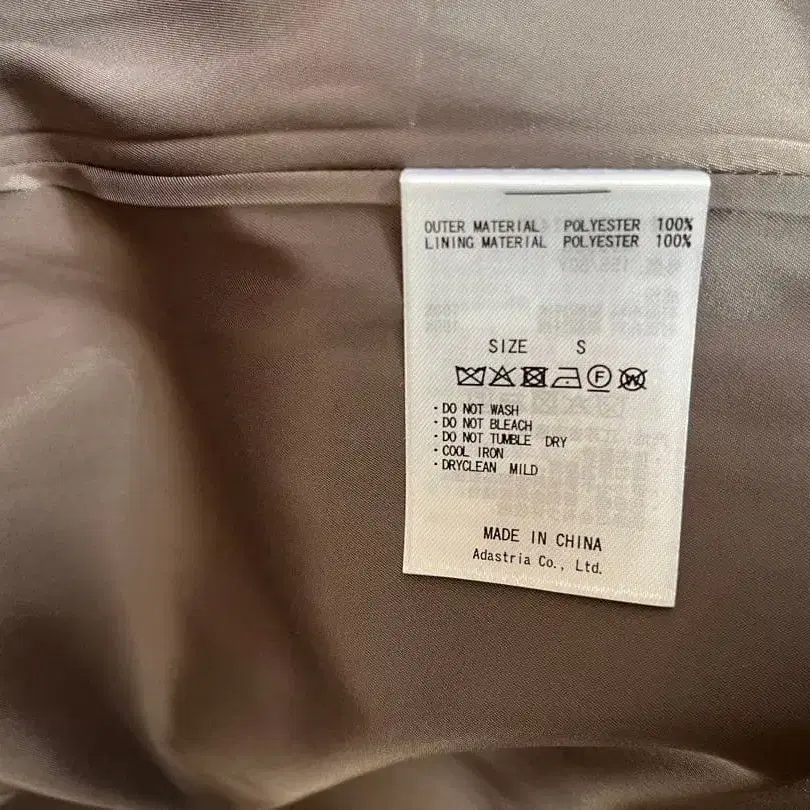 OUTER MATERIAL POLYESTER 100%
LINING MATERIAL POLYESTER 100%
SIZE S
F W
・DO NOT WASH
・DO NOT BLEACH
・DO NOT TUMBLE DRY
・COOL IRON
・DRYCLEAN MILD
MADE IN CHINA
Adastria Co., Ltd.